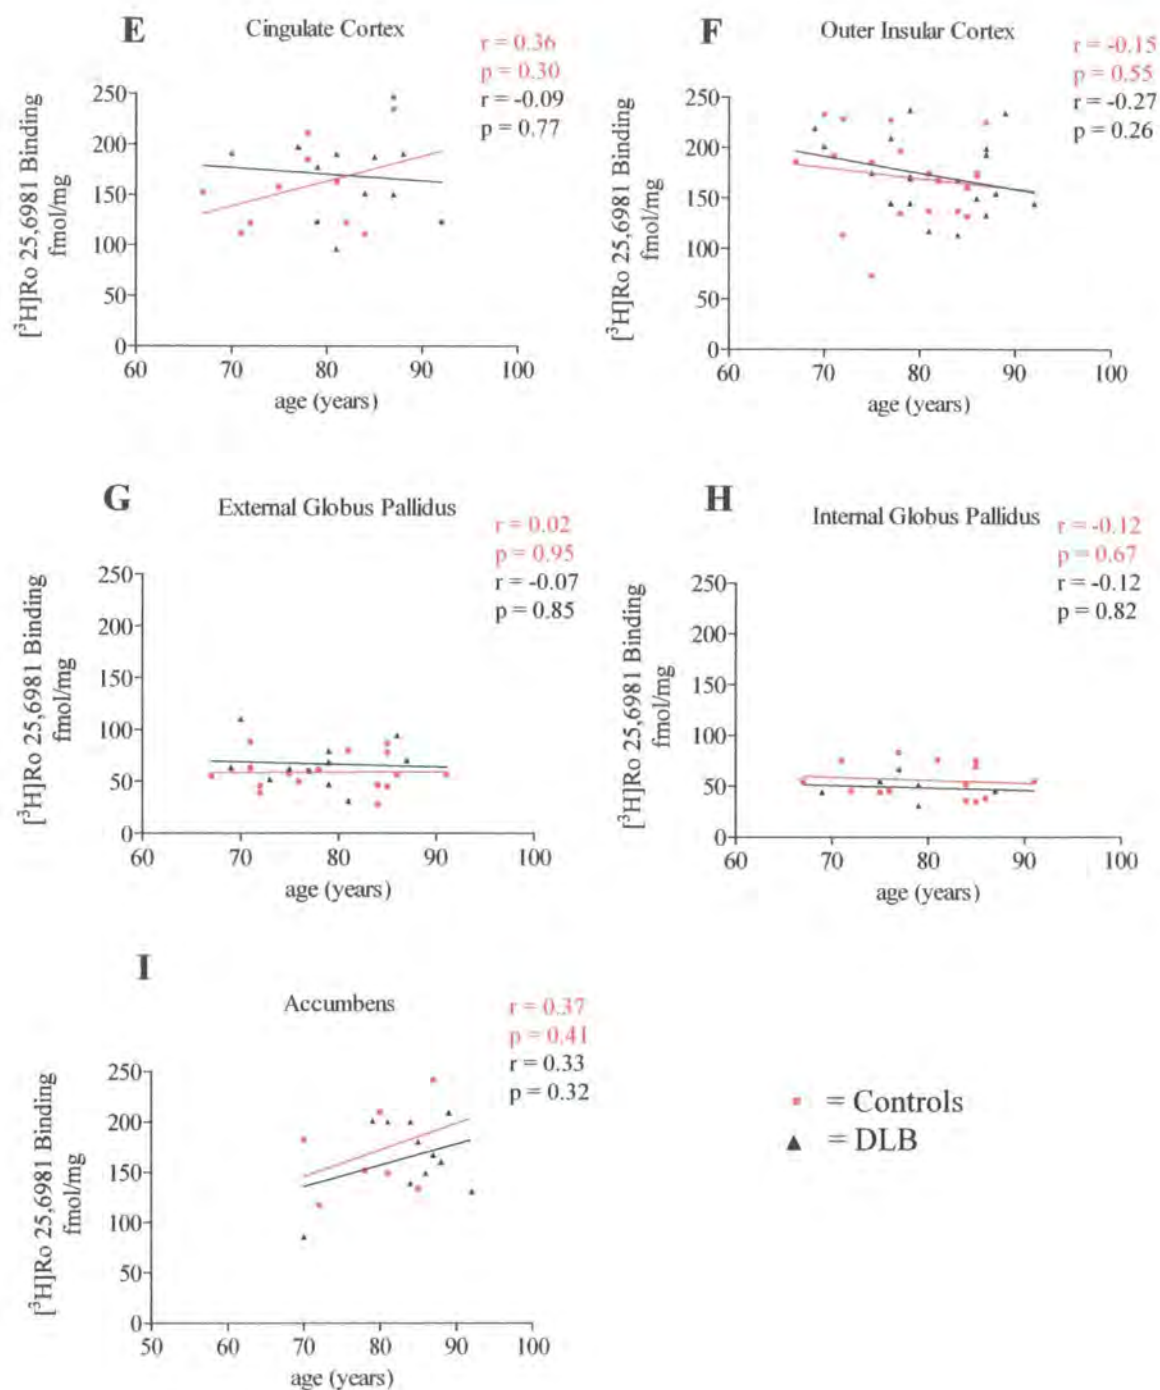 E
Cingulate Cortex
r = 0.36
p = 0.30
r = -0.09
p = 0.77
[³H]Ro 25,6981 Binding
fmol/mg
250
200
150
100
50
0
60
70
80
90
100
age (years)
F
Outer Insular Cortex
r = -0.15
p = 0.55
r = -0.27
p = 0.26
[³H]Ro 25,6981 Binding
fmol/mg
250
200
150
100
50
0
60
70
80
90
100
age (years)
G
External Globus Pallidus
r = 0.02
p = 0.95
r = -0.07
p = 0.85
[³H]Ro 25,6981 Binding
fmol/mg
250
200
150
100
50
0
60
70
80
90
100
age (years)
H
Internal Globus Pallidus
r = -0.12
p = 0.67
r = -0.12
p = 0.82
[³H]Ro 25,6981 Binding
fmol/mg
250
200
150
100
50
0
60
70
80
90
100
age (years)
I
Accumbens
r = 0.37
p = 0.41
r = 0.33
p = 0.32
[³H]Ro 25,6981 Binding
fmol/mg
250
200
150
100
50
0
50
60
70
80
90
100
age (years)
= Controls
= DLB